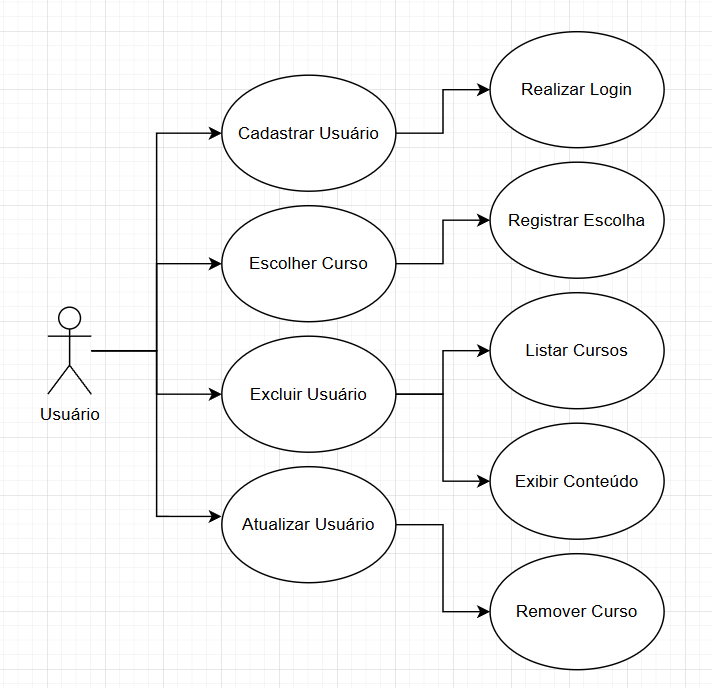 Realizar Login
Cadastrar Usuário
Registrar Escolha
Escolher Curso
Listar Cursos
Excluir Usuário
Usuário
Exibir Conteúdo
Atualizar Usuário
Remover Curso